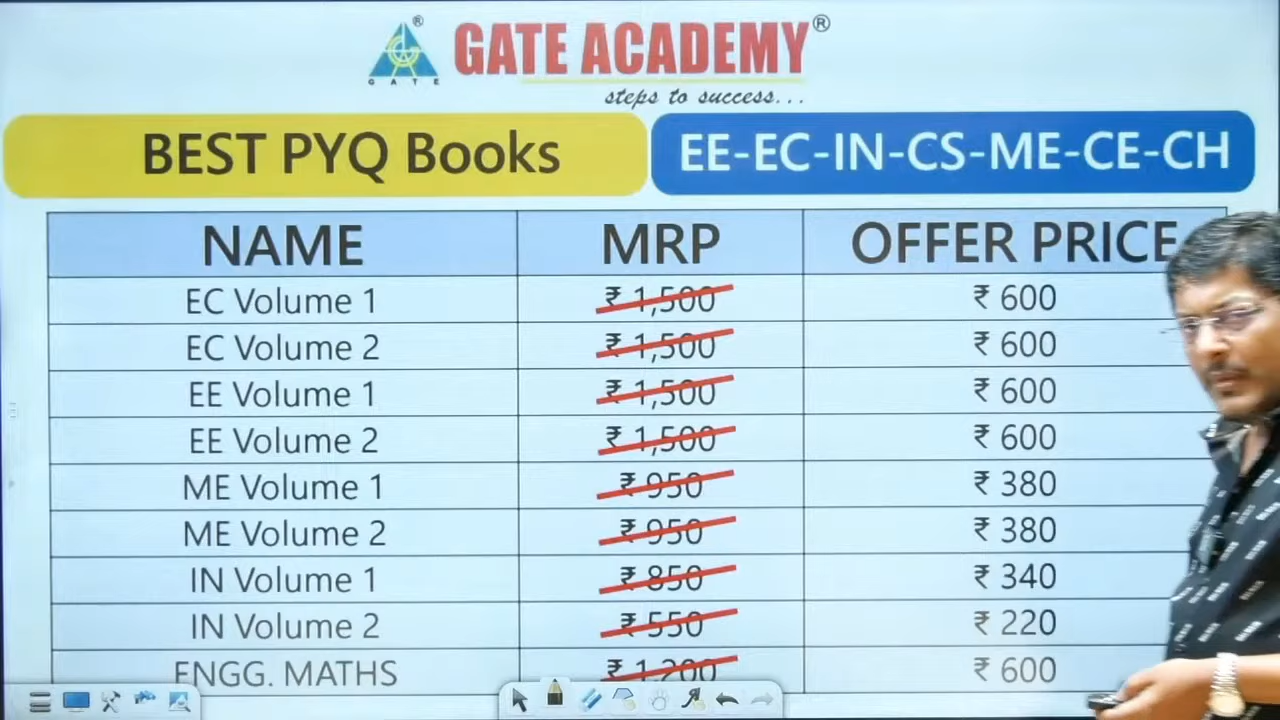 GATE ACADEMY®
®
GATE
steps to success...
BEST PYQ Books
EE-EC-IN-CS-ME-CE-CH
NAME MRP OFFER PRICE
EC Volume 1 ₹ 1,500 ₹ 600
EC Volume 2 ₹ 1,500 ₹ 600
EE Volume 1 ₹ 1,500 ₹ 600
EE Volume 2 ₹ 1,500 ₹ 600
ME Volume 1 ₹ 950 ₹ 380
ME Volume 2 ₹ 950 ₹ 380
IN Volume 1 ₹ 850 ₹ 340
IN Volume 2 ₹ 550 ₹ 220
ENGG. MATHS ₹ 1,200 ₹ 600